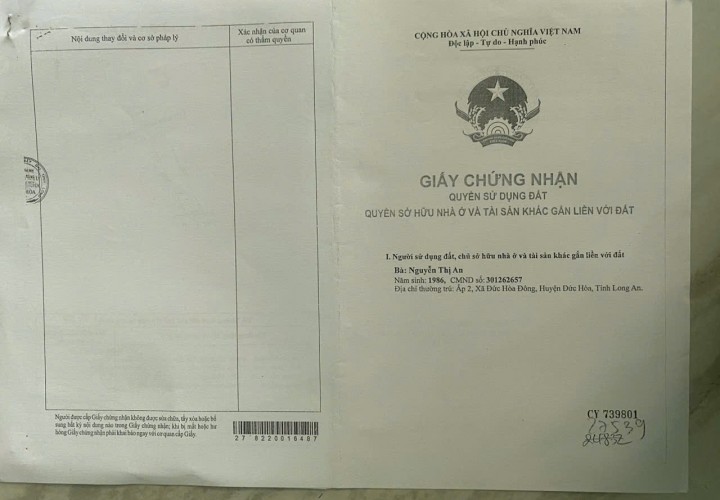 Nội dung thay đổi và cơ sở pháp lý
Xác nhận của cơ quan
có thẩm quyền
Người được cấp Giấy chứng nhận không được sửa chữa, tẩy xóa hoặc bổ
sung bất kỳ nội dung nào trong Giấy chứng nhận; khi bị mất hoặc hư
hỏng Giấy chứng nhận phải khai báo ngay với cơ quan cấp Giấy.
CỘNG HÒA XÃ HỘI CHỦ NGHĨA VIỆT NAM
Độc lập - Tự do - Hạnh phúc
GIẤY CHỨNG NHẬN
QUYỀN SỬ DỤNG ĐẤT
QUYỀN SỞ HỮU NHÀ Ở VÀ TÀI SẢN KHÁC GẮN LIỀN VỚI ĐẤT
I. Người sử dụng đất, chủ sở hữu nhà ở và tài sản khác gắn liền với đất
Bà: Nguyễn Thị An
Năm sinh: 1986, CMND số: 301262657
Địa chỉ thường trú: Ấp 2, Xã Đức Hòa Đông, Huyện Đức Hòa, Tỉnh Long An.
CY 739801